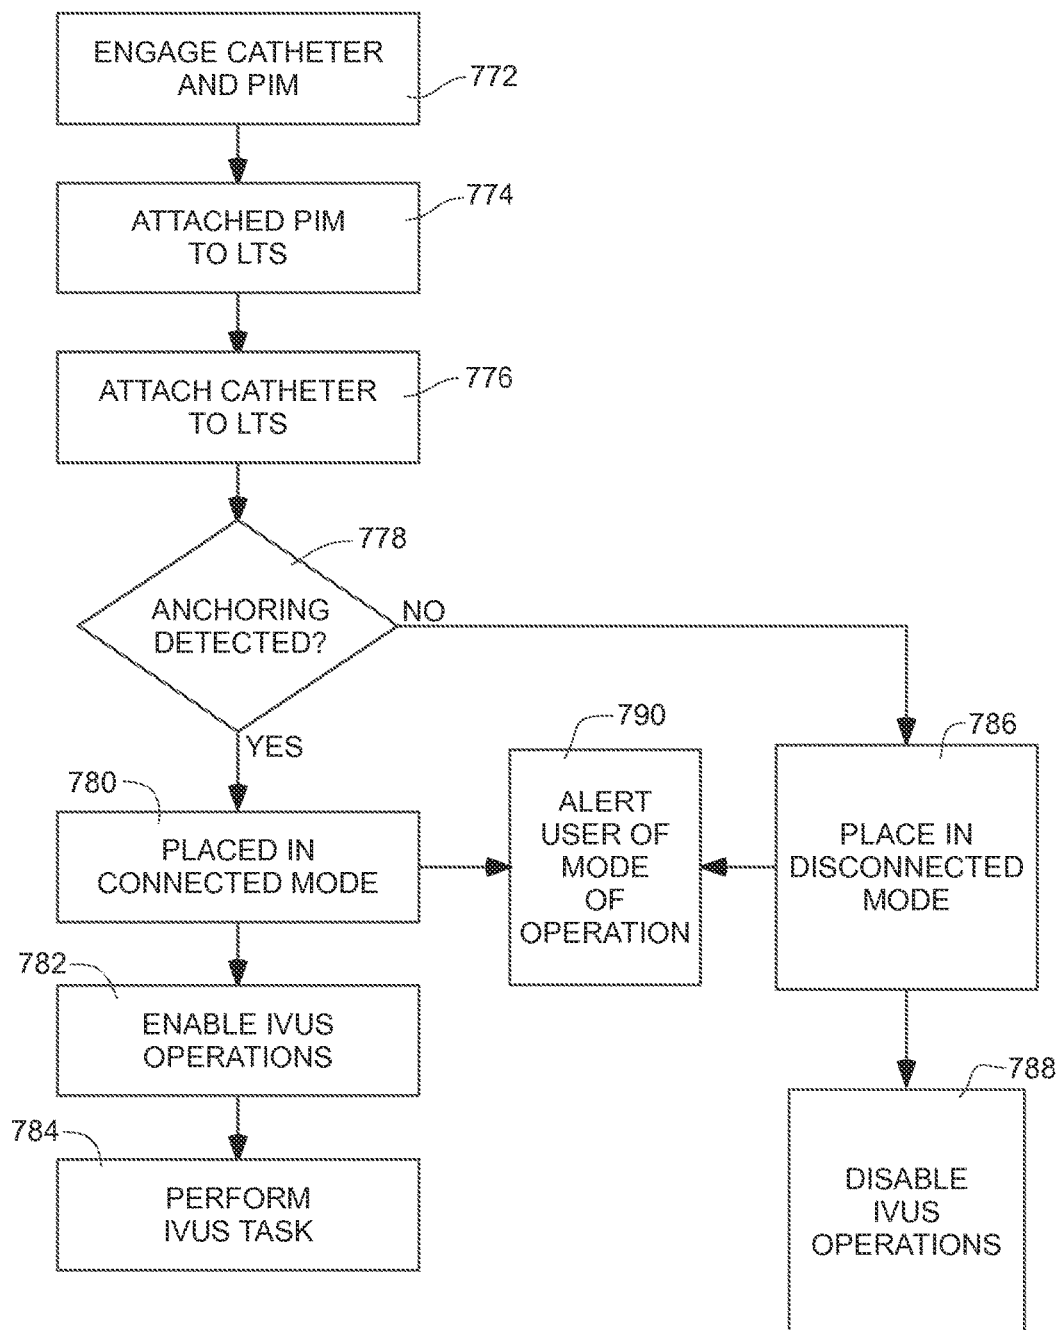 ENGAGE CATHETER
AND PIM
772
ATTACHED PIM
TO LTS
774
ATTACH CATHETER
TO LTS
776
778
ANCHORING
DETECTED?
NO
YES
780
PLACED IN
CONNECTED MODE
790
ALERT
USER OF
MODE
OF
OPERATION
786
PLACE IN
DISCONNECTED
MODE
782
ENABLE IVUS
OPERATIONS
784
PERFORM
IVUS TASK
788
DISABLE
IVUS
OPERATIONS